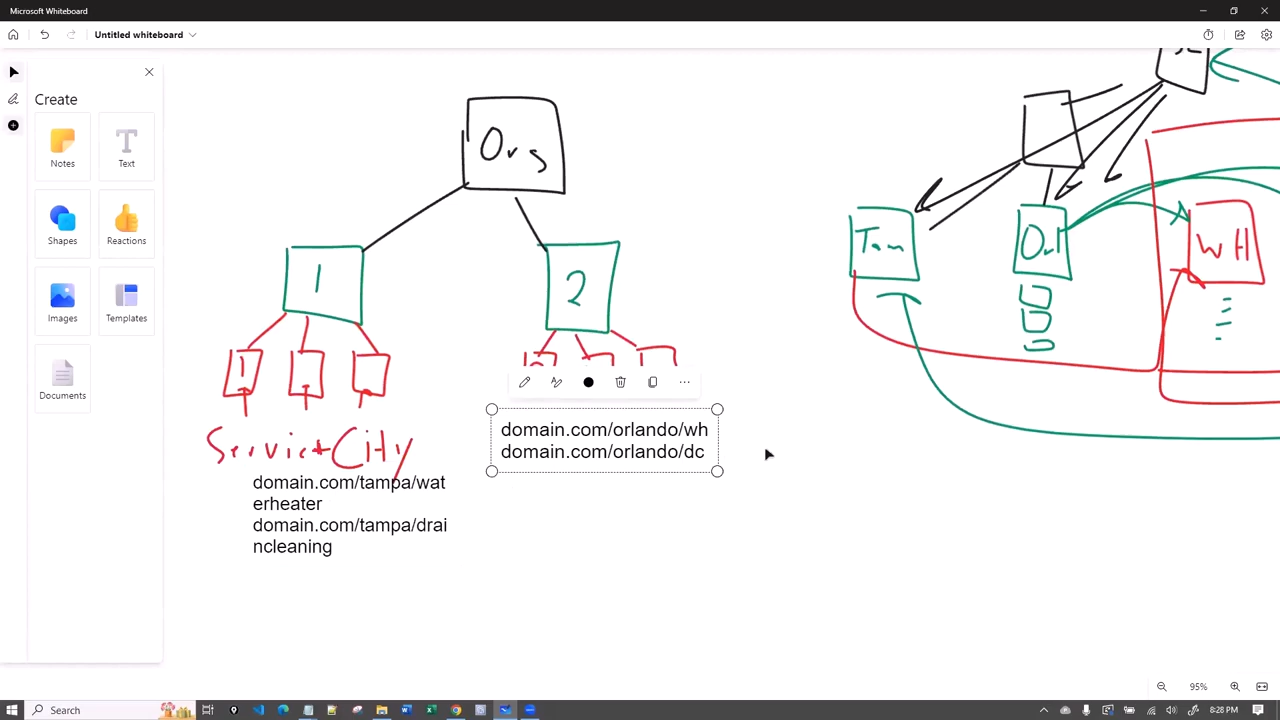 Microsoft Whiteboard
Untitled whiteboard
Create
Notes
Text
Shapes
Reactions
Images
Templates
Documents
Org
1
2
1
Service+City
domain.com/tampa/wat
erheater
domain.com/tampa/drai
ncleaning
domain.com/orlando/wh
domain.com/orlando/dc
Tam
Orl
WH
95%
Search
8:28 PM